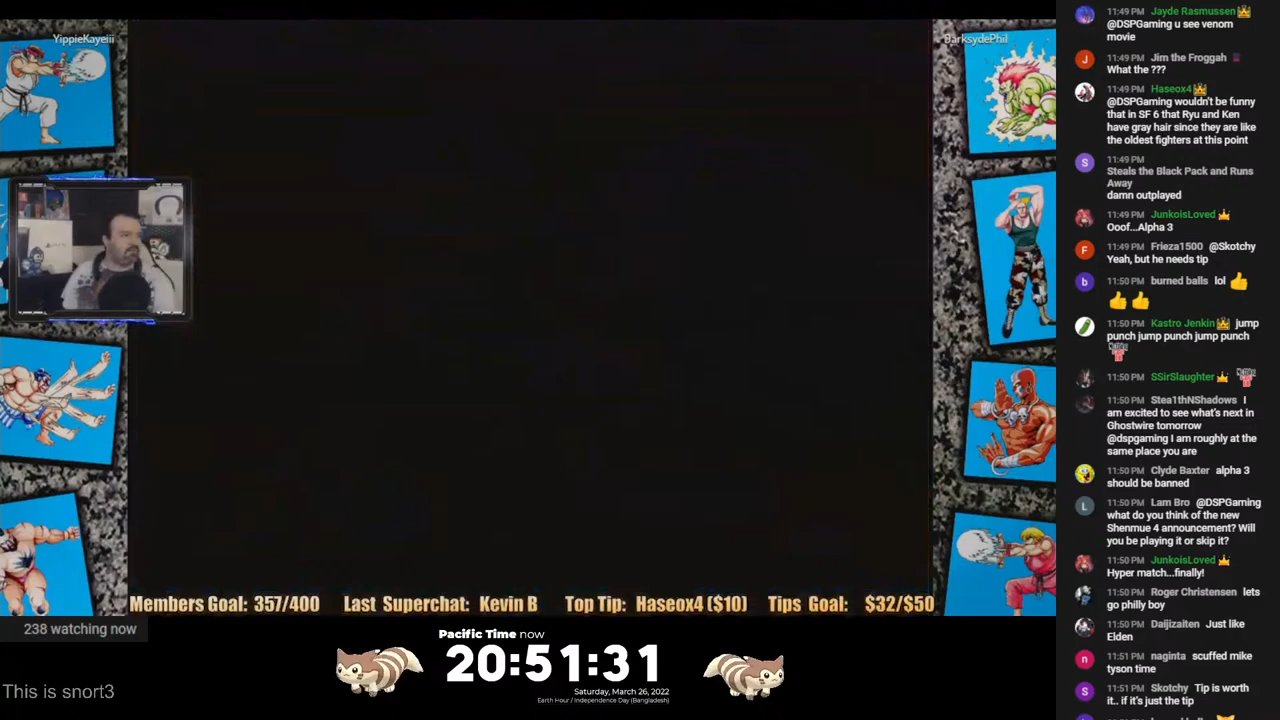 YippieKayeiii
DarksydePhil
Members Goal: 357/400
Last Superchat: Kevin B
Top Tip: Haseox4 ($10)
Tips Goal: $32/$50
238 watching now
This is snort3
Pacific Time now
20:51:31
Saturday, March 26, 2022
Earth Hour / Independence Day (Bangladesh)
11:49 PM Jayde Rasmussen
@DSPGaming u see venom
movie
11:49 PM Jim the Froggah
What the ???
11:49 PM Haseox4
@DSPGaming wouldn't be funny
that in SF 6 that Ryu and Ken
have gray hair since they are like
the oldest fighters at this point
11:49 PM
Steals the Black Pack and Runs
Away
damn outplayed
11:49 PM JunkoisLoved
Ooof...Alpha 3
11:49 PM Frieza1500 @Skotchy
Yeah, but he needs tip
11:50 PM burned balls lol
11:50 PM Kastro Jenkin jump
punch jump punch jump punch
11:50 PM SSirSlaughter
11:50 PM Stea1thNShadows I
am excited to see what's next in
Ghostwire tomorrow
@dspgaming I am roughly at the
same place you are
11:50 PM Clyde Baxter alpha 3
should be banned
11:50 PM Lam Bro @DSPGaming
what do you think of the new
Shenmue 4 announcement? Will
you be playing it or skip it?
11:50 PM JunkoisLoved
Hyper match...finally!
11:50 PM Roger Christensen lets
go philly boy
11:50 PM Daijizaiten Just like
Elden
11:51 PM naginta scuffed mike
tyson time
11:51 PM Skotchy Tip is worth
it.. if it's just the tip